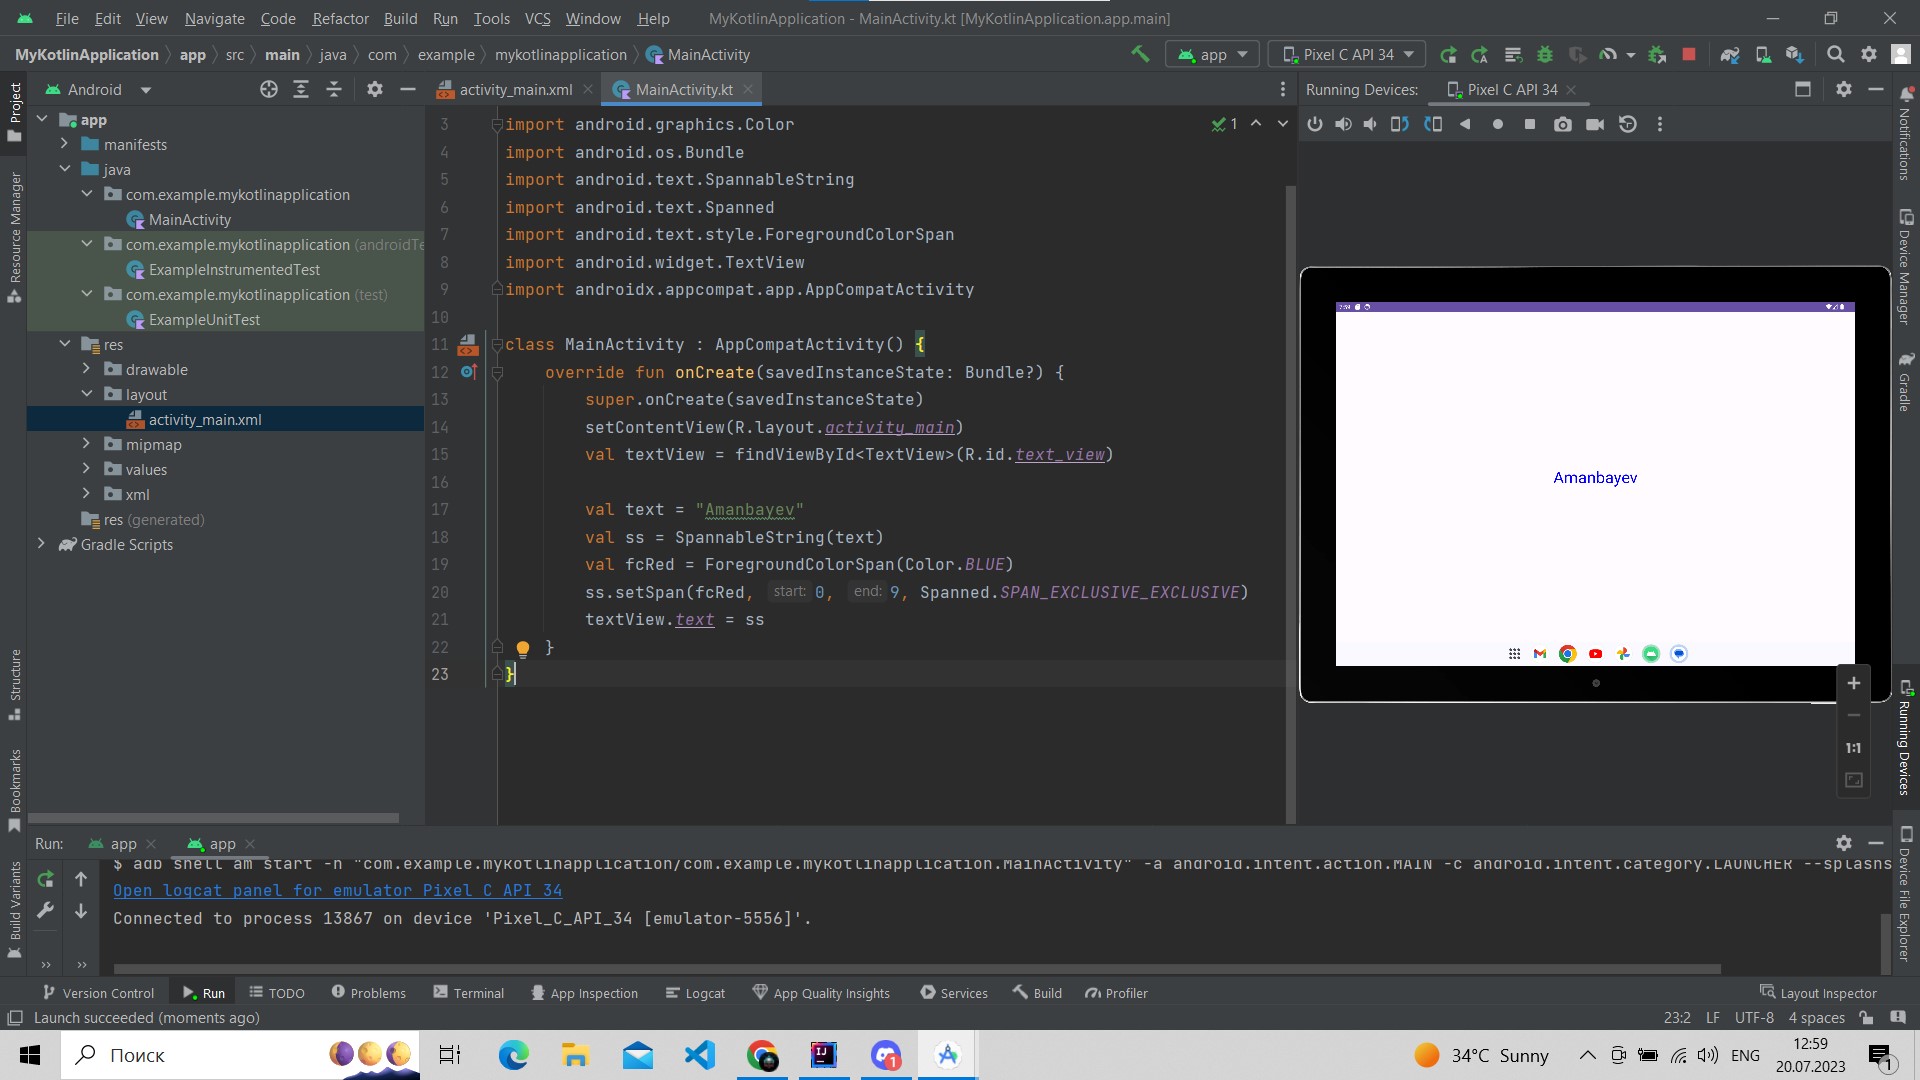 File Edit View Navigate Code Refactor Build Run Tools VCS Window Help MyKotlinApplication - MainActivity.kt [MyKotlinApplication.app.main]
MyKotlinApplication app src main java com example mykotlinapplication MainActivity app Pixel C API 34
Project
Resource Manager
Structure
Bookmarks
Build Variants
Android
app
manifests
java
com.example.mykotlinapplication
MainActivity
com.example.mykotlinapplication (androidTe
ExampleInstrumentedTest
com.example.mykotlinapplication (test)
ExampleUnitTest
res
drawable
layout
activity_main.xml
mipmap
values
xml
res (generated)
Gradle Scripts
activity_main.xml MainActivity.kt
1
3 import android.graphics.Color
4 import android.os.Bundle
5 import android.text.SpannableString
6 import android.text.Spanned
7 import android.text.style.ForegroundColorSpan
8 import android.widget.TextView
9 import androidx.appcompat.app.AppCompatActivity
10
11 class MainActivity : AppCompatActivity() {
12 override fun onCreate(savedInstanceState: Bundle?) {
13 super.onCreate(savedInstanceState)
14 setContentView(R.layout.activity_main)
15 val textView = findViewById<TextView>(R.id.text_view)
16
17 val text = "Amanbayev"
18 val ss = SpannableString(text)
19 val fcRed = ForegroundColorSpan(Color.BLUE)
20 ss.setSpan(fcRed, start: 0, end: 9, Spanned.SPAN_EXCLUSIVE_EXCLUSIVE)
21 textView.text = ss
22 }
23 }
Running Devices: Pixel C API 34
Amanbayev
1:1
Notifications
Device Manager
Gradle
Running Devices
Device File Explorer
Run: app app
$ adb shell am start -n "com.example.mykotlinapplication/com.example.mykotlinapplication.MainActivity" -a android.intent.action.MAIN -c android.intent.category.LAUNCHER --splashs
Open logcat panel for emulator Pixel C API 34
Connected to process 13867 on device 'Pixel_C_API_34 [emulator-5556]'.
Version Control Run TODO Problems Terminal App Inspection Logcat App Quality Insights Services Build Profiler Layout Inspector
Launch succeeded (moments ago) 23:2 LF UTF-8 4 spaces
Поиск 1 34°C Sunny ENG 12:59
20.07.2023 1